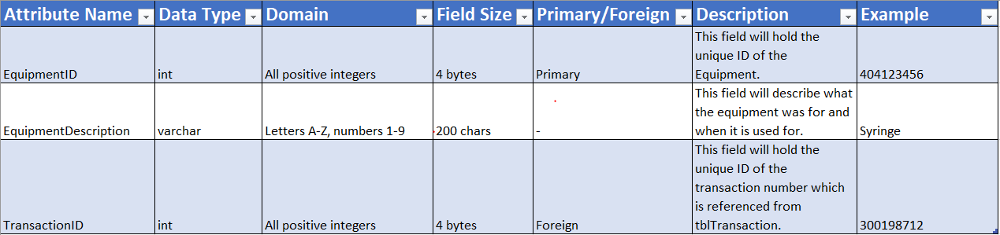 Attribute Name Data Type Domain Field Size Primary/Foreign Description Example
This field will hold the
unique ID of the
EquipmentID int All positive integers 4 bytes Primary Equipment. 404123456
This field will describe what
the equipment was for and
EquipmentDescription varchar Letters A-Z, numbers 1-9 200 chars - when it is used for. Syringe
This field will hold the
unique ID of the
transaction number which
is referenced from
TransactionID int All positive integers 4 bytes Foreign tblTransaction. 300198712